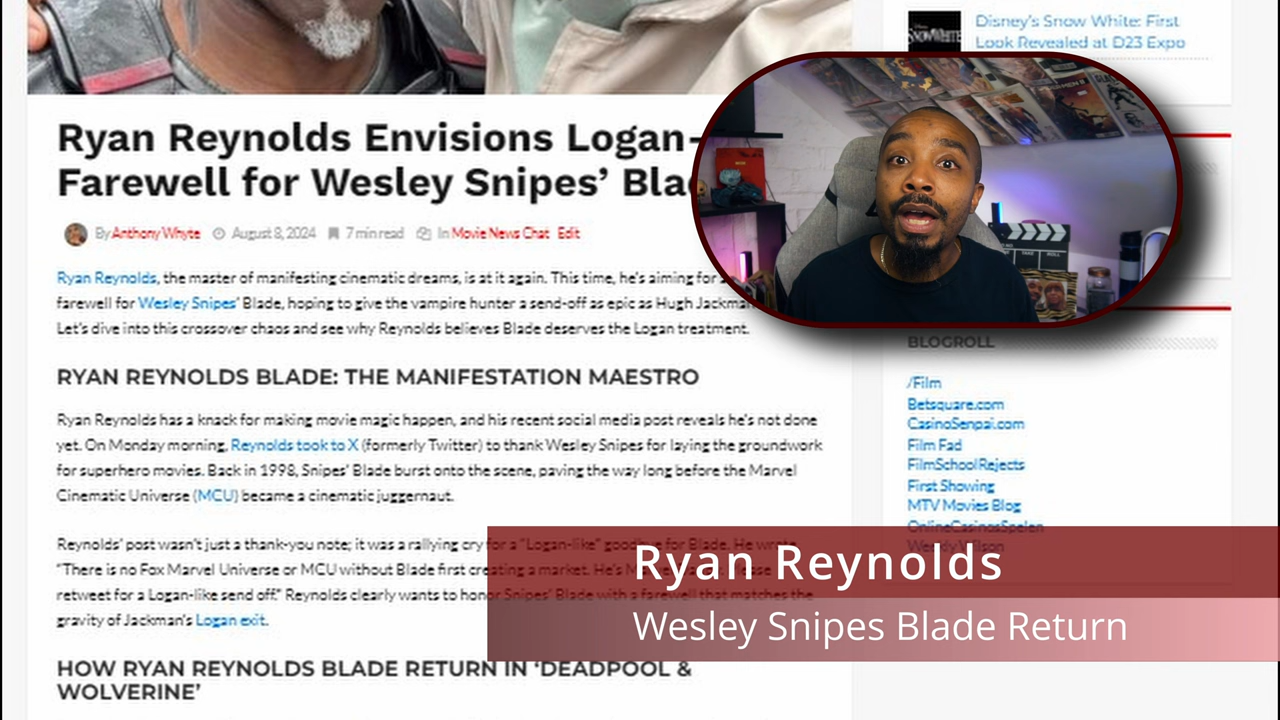 Disney's Snow White: First
Look Revealed at D23 Expo
SNOW WHITE
Ryan Reynolds Envisions Logan-
Farewell for Wesley Snipes'
By Anthony Whyte August 8, 2024 7 min read In Movie News Chat Edit
Ryan Reynolds, the master of manifesting cinematic dreams, is at it again. This time, he's aiming for
farewell for Wesley Snipes' Blade, hoping to give the vampire hunter a send-off as epic as Hugh
Let's dive into this crossover chaos and see why Reynolds believes Blade deserves the Logan treatment.
RYAN REYNOLDS BLADE: THE MANIFESTATION MAESTRO
Ryan Reynolds has a knack for making movie magic happen, and his recent social media post reveals he's not done
yet. On Monday morning, Reynolds took to X (formerly Twitter) to thank Wesley Snipes for laying the groundwork
for superhero movies. Back in 1998, Snipes' Blade burst onto the scene, paving the way long before the Marvel
Cinematic Universe (MCU) became a cinematic juggernaut.
Reynolds' post wasn't just a thank-you note; it was a rallying cry for a "Logan-like" goodbye for Blade. He wrote,
"There is no Fox Marvel Universe or MCU without Blade first creating a market. He's
retweet for a Logan-like send off." Reynolds clearly wants to honor Snipes' Blade with a farewell that matches the
gravity of Jackman's Logan exit.
HOW RYAN REYNOLDS BLADE RETURN IN 'DEADPOOL &
WOLVERINE'
BLOGROLL
/Film
Betsquare.com
CasinoSenpai.com
Film Fad
FilmSchoolRejects
First Showing
MTV Movies Blog
OnlineCasinosSpelen
Ryan Reynolds
Wesley Snipes Blade Return